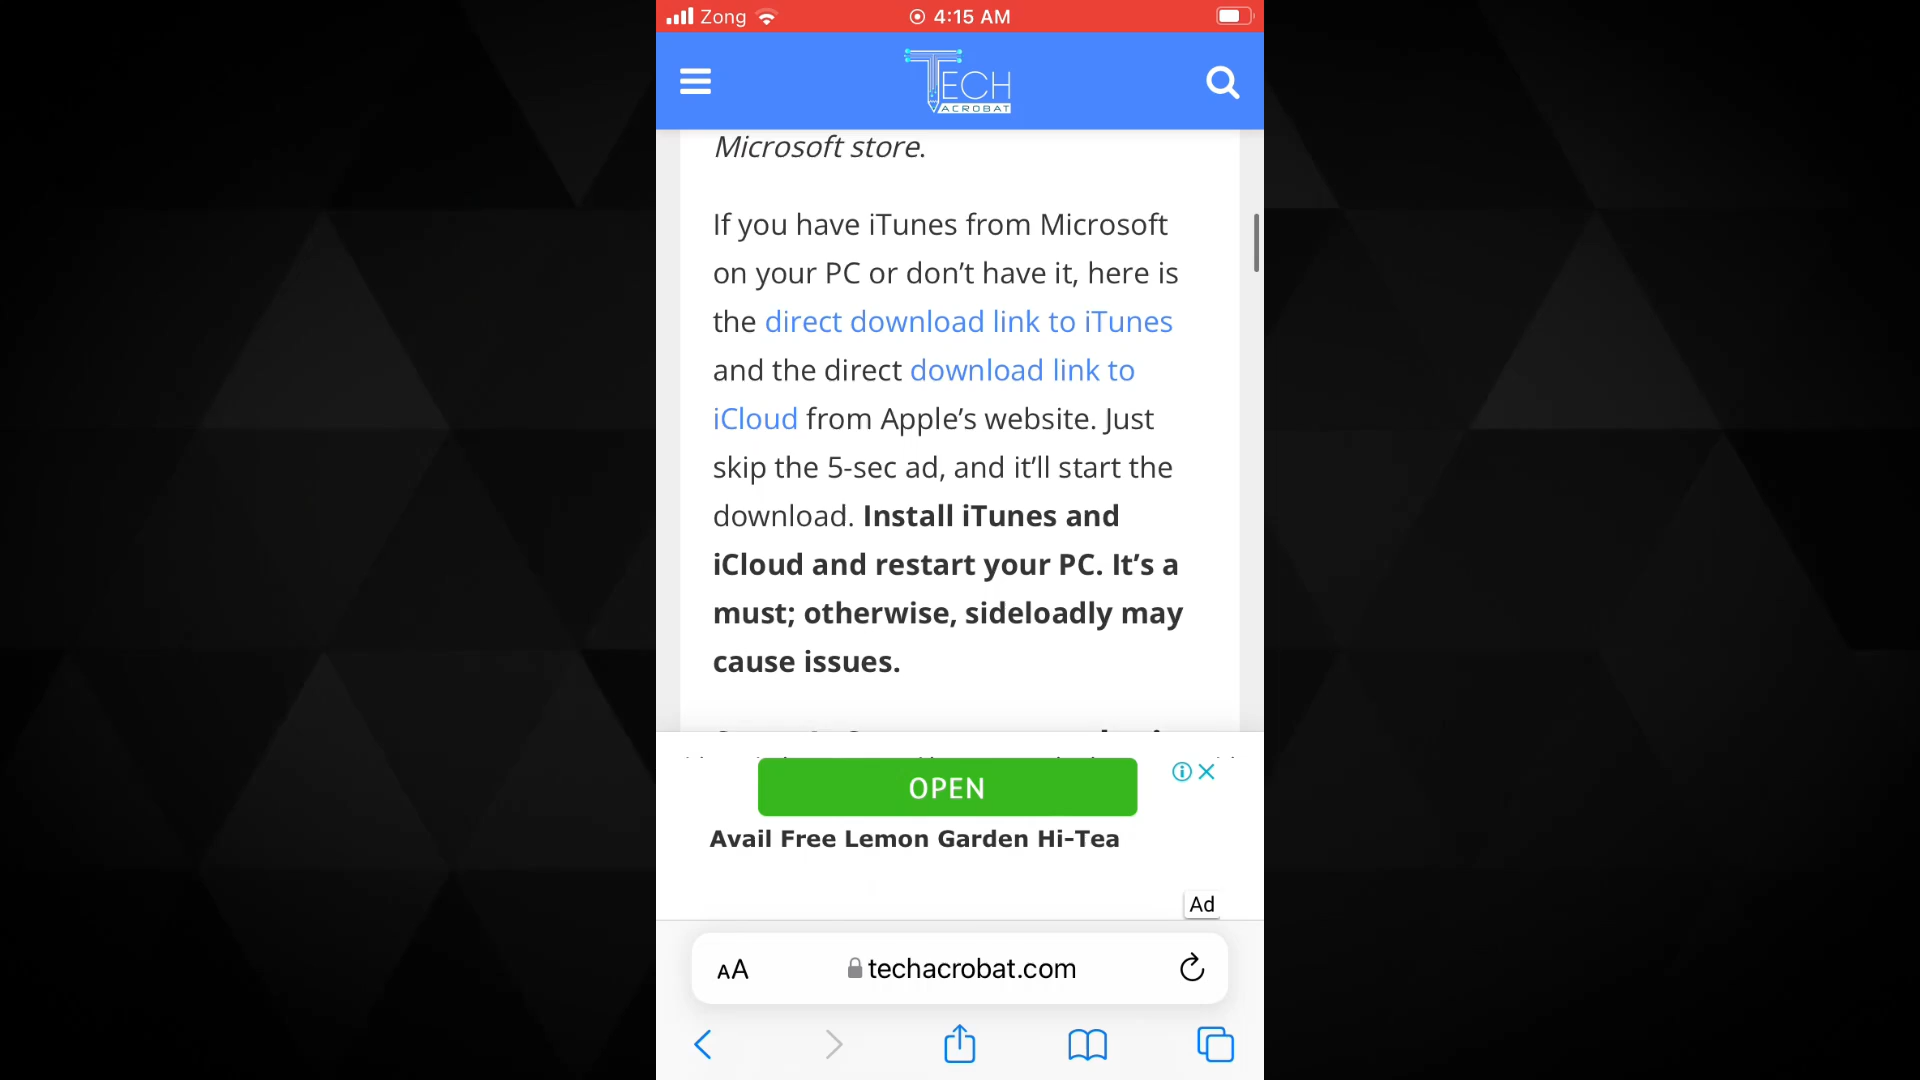 Zong 4:15 AM
TECH
ACROBAT
Microsoft store.
If you have iTunes from Microsoft
on your PC or don’t have it, here is
the direct download link to iTunes
and the direct download link to
iCloud from Apple’s website. Just
skip the 5-sec ad, and it’ll start the
download. Install iTunes and
iCloud and restart your PC. It’s a
must; otherwise, sideloadly may
cause issues.
OPEN
Avail Free Lemon Garden Hi-Tea
Ad
AA techacrobat.com